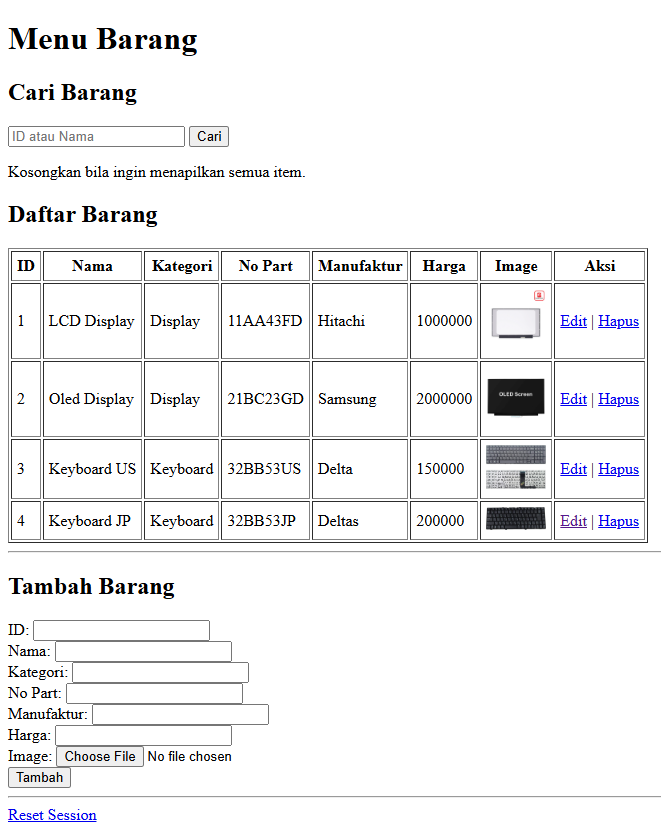 Menu Barang
Cari Barang
ID atau Nama Cari
Kosongkan bila ingin menapilkan semua item.
Daftar Barang
ID Nama Kategori No Part Manufaktur Harga Image Aksi
1 LCD Display Display 11AA43FD Hitachi 1000000 Edit | Hapus
2 Oled Display Display 21BC23GD Samsung 2000000 OLED Screen Edit | Hapus
3 Keyboard US Keyboard 32BB53US Delta 150000 Edit | Hapus
4 Keyboard JP Keyboard 32BB53JP Deltas 200000 Edit | Hapus
Tambah Barang
ID:
Nama:
Kategori:
No Part:
Manufaktur:
Harga:
Image: Choose File No file chosen
Tambah
Reset Session